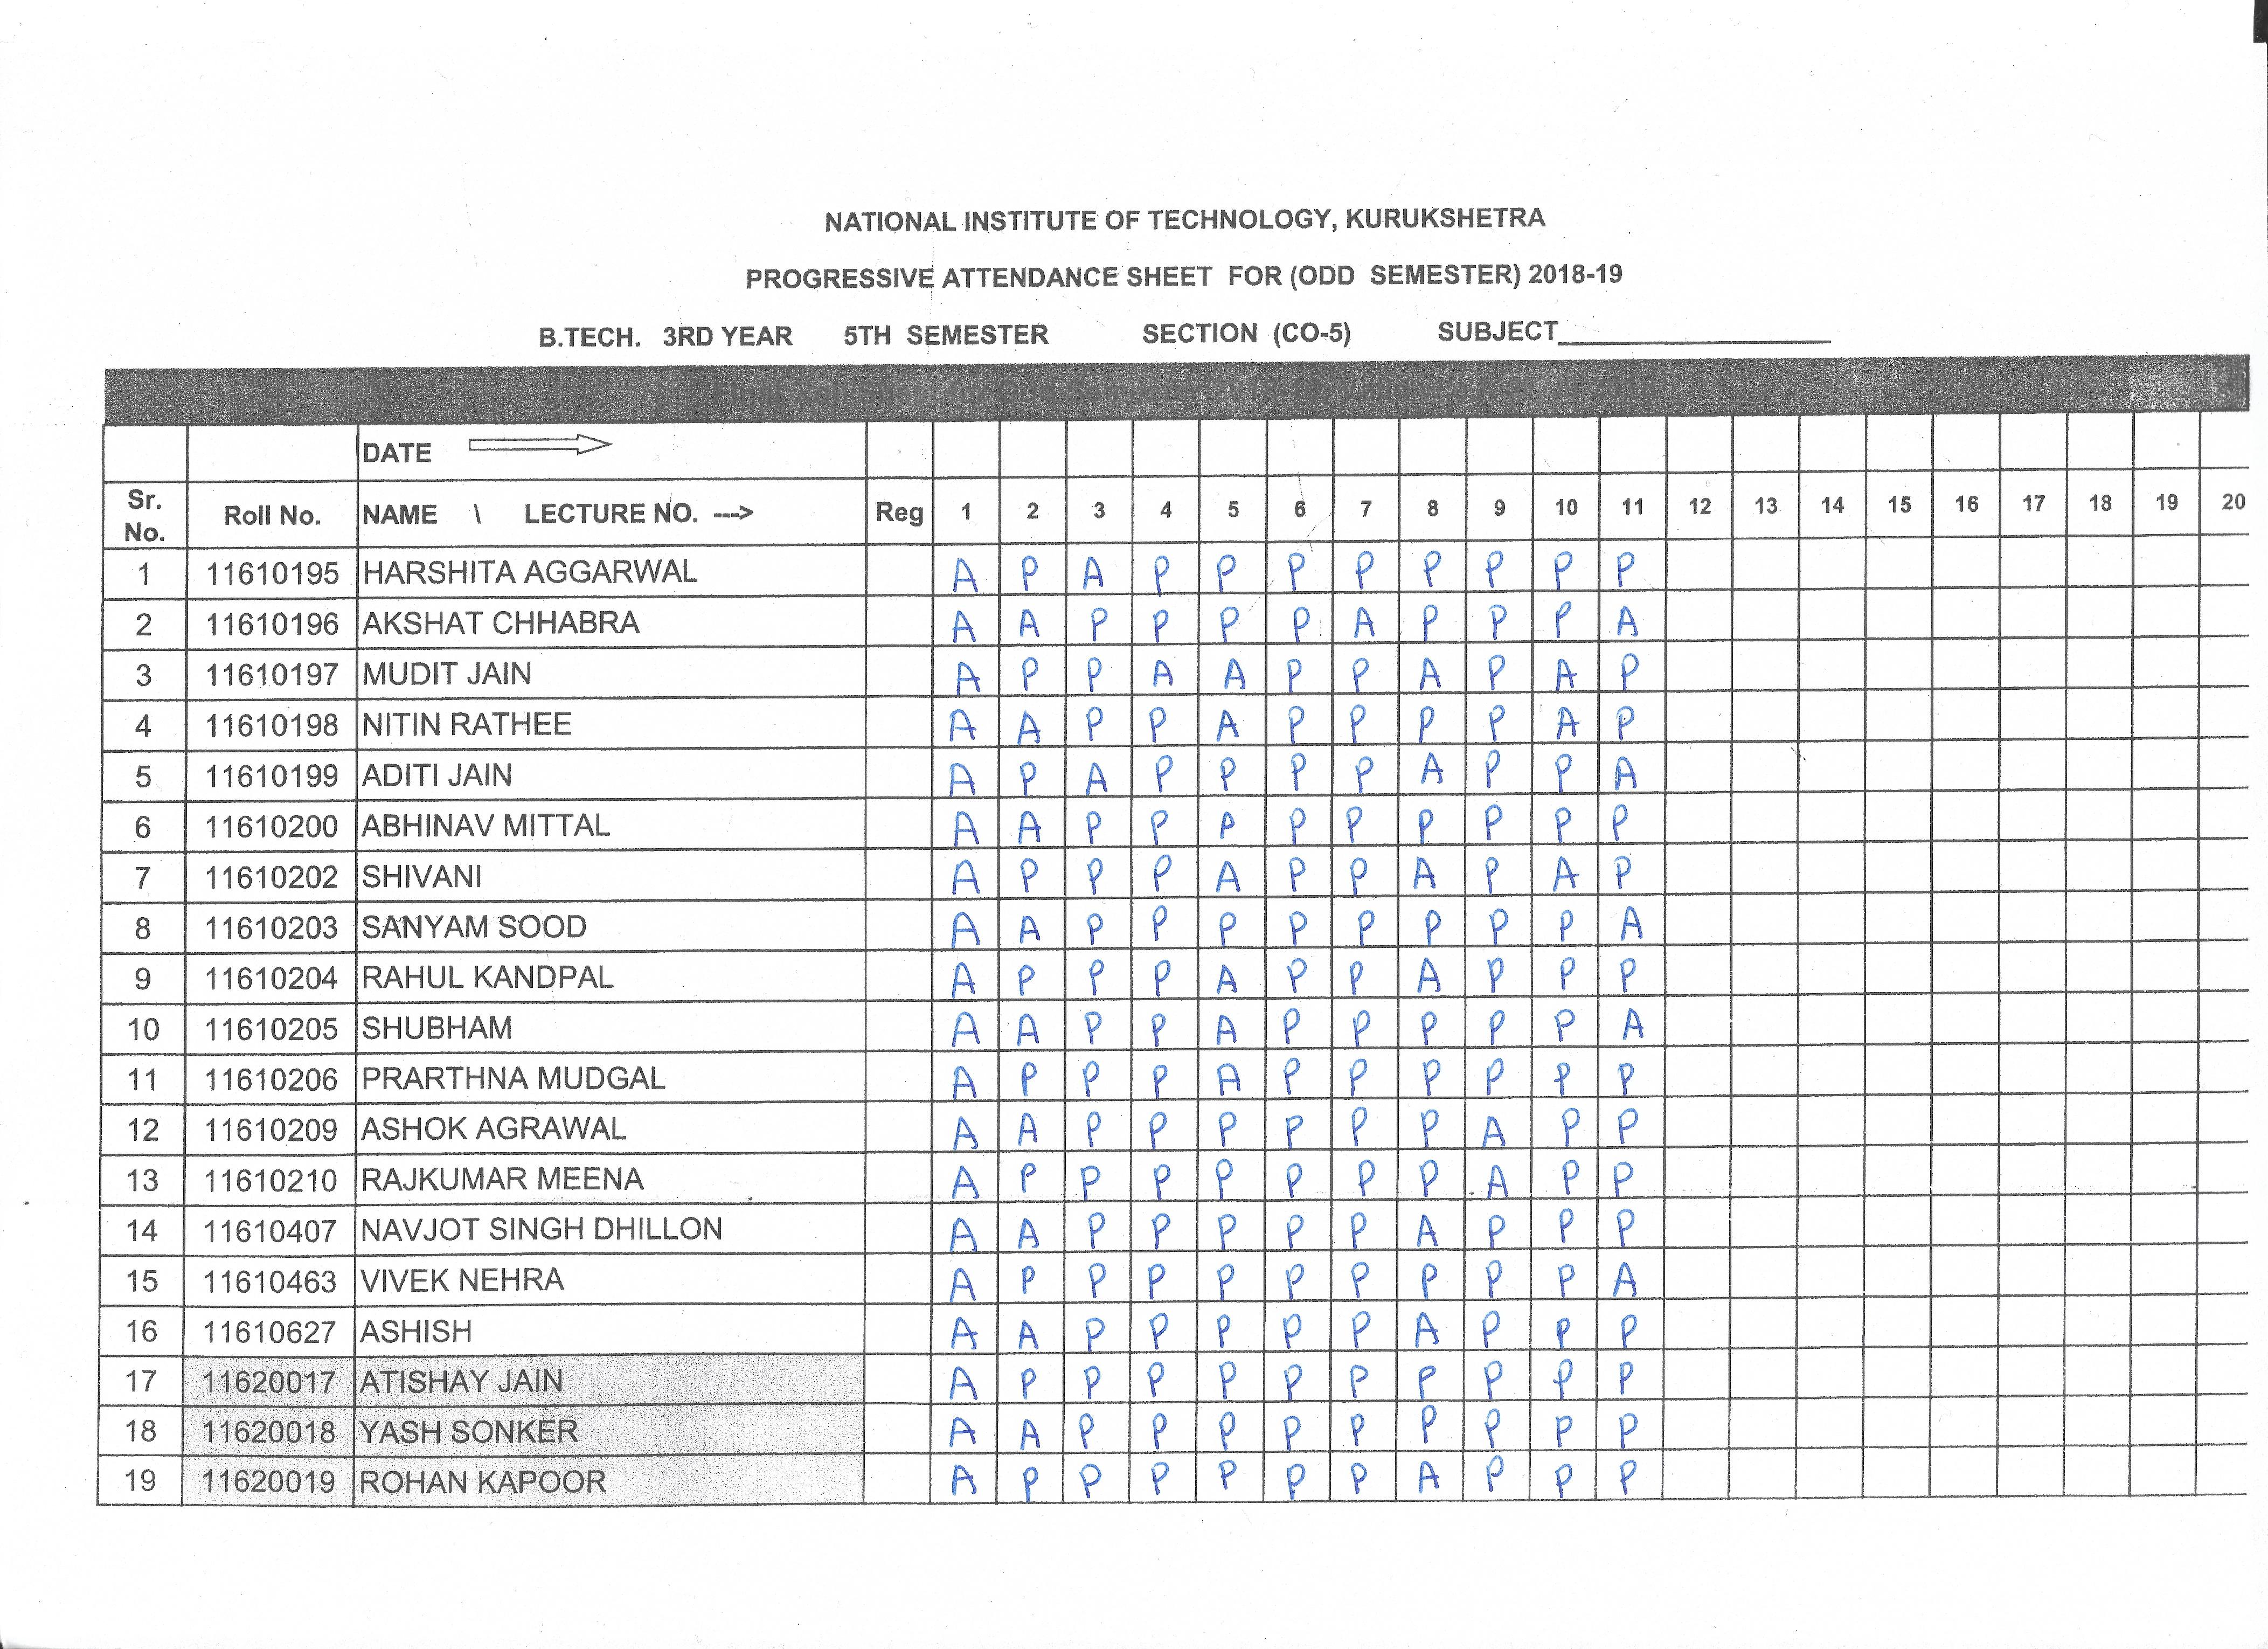 NATIONAL INSTITUTE OF TECHNOLOGY, KURUKSHETRA
PROGRESSIVE ATTENDANCE SHEET FOR (ODD SEMESTER) 2018-19
B.TECH. 3RD YEAR 5TH SEMESTER SECTION (CO-5) SUBJECT
DATE
Sr. No. Roll No. NAME \ LECTURE NO. ---> Reg 1 2 3 4 5 6 7 8 9 10 11 12 13 14 15 16 17 18 19 20
1 11610195 HARSHITA AGGARWAL A P A P P P P P P P P
2 11610196 AKSHAT CHHABRA A A P P P P A P P P A
3 11610197 MUDIT JAIN A P P A A P P A P A P
4 11610198 NITIN RATHEE A A P P A P P P P A P
5 11610199 ADITI JAIN A P A P P P P A P P A
6 11610200 ABHINAV MITTAL A A P P P P P P P P P
7 11610202 SHIVANI A P P P A P P A P A P
8 11610203 SANYAM SOOD A A P P P P P P P P A
9 11610204 RAHUL KANDPAL A P P P A P P A P P P
10 11610205 SHUBHAM A A P P A P P P P P A
11 11610206 PRARTHNA MUDGAL A P P P A P P P P P P
12 11610209 ASHOK AGRAWAL A A P P P P P P A P P
13 11610210 RAJKUMAR MEENA A P P P P P P P A P P
14 11610407 NAVJOT SINGH DHILLON A A P P P P P A P P P
15 11610463 VIVEK NEHRA A P P P P P P P P P A
16 11610627 ASHISH A A P P P P P A P P P
17 11620017 ATISHAY JAIN A P P P P P P P P P P
18 11620018 YASH SONKER A A P P P P P P P P P
19 11620019 ROHAN KAPOOR A P P P P P P A P P P